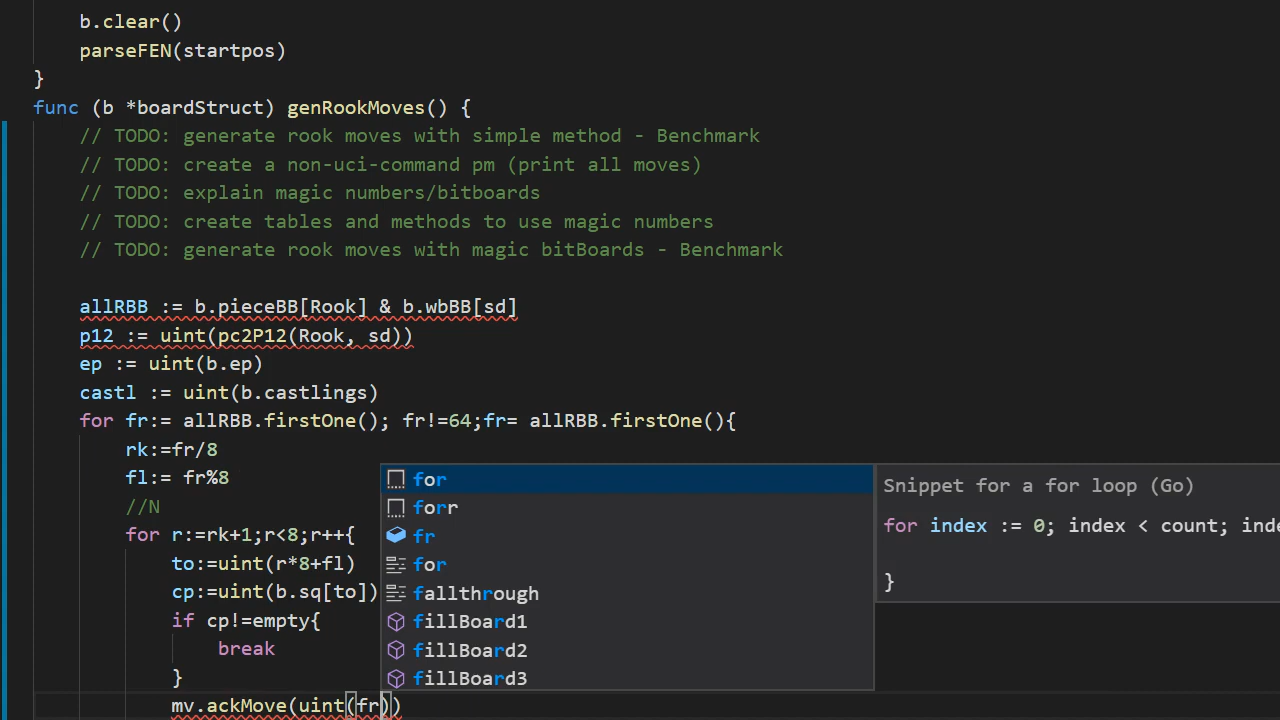 b.clear()
parseFEN(startpos)
}
func (b *boardStruct) genRookMoves() {
// TODO: generate rook moves with simple method - Benchmark
// TODO: create a non-uci-command pm (print all moves)
// TODO: explain magic numbers/bitboards
// TODO: create tables and methods to use magic numbers
// TODO: generate rook moves with magic bitBoards - Benchmark
allRBB := b.pieceBB[Rook] & b.wbBB[sd]
p12 := uint(pc2P12(Rook, sd))
ep := uint(b.ep)
castl := uint(b.castlings)
for fr:= allRBB.firstOne(); fr!=64;fr= allRBB.firstOne(){
rk:=fr/8
fl:= fr%8
//N
for r:=rk+1;r<8;r++{
to:=uint(r*8+fl)
cp:=uint(b.sq[to])
if cp!=empty{
break
}
mv.ackMove(uint(fr))
for
forr
fr
for
fallthrough
fillBoard1
fillBoard2
fillBoard3
Snippet for a for loop (Go)
for index := 0; index < count; inde
}